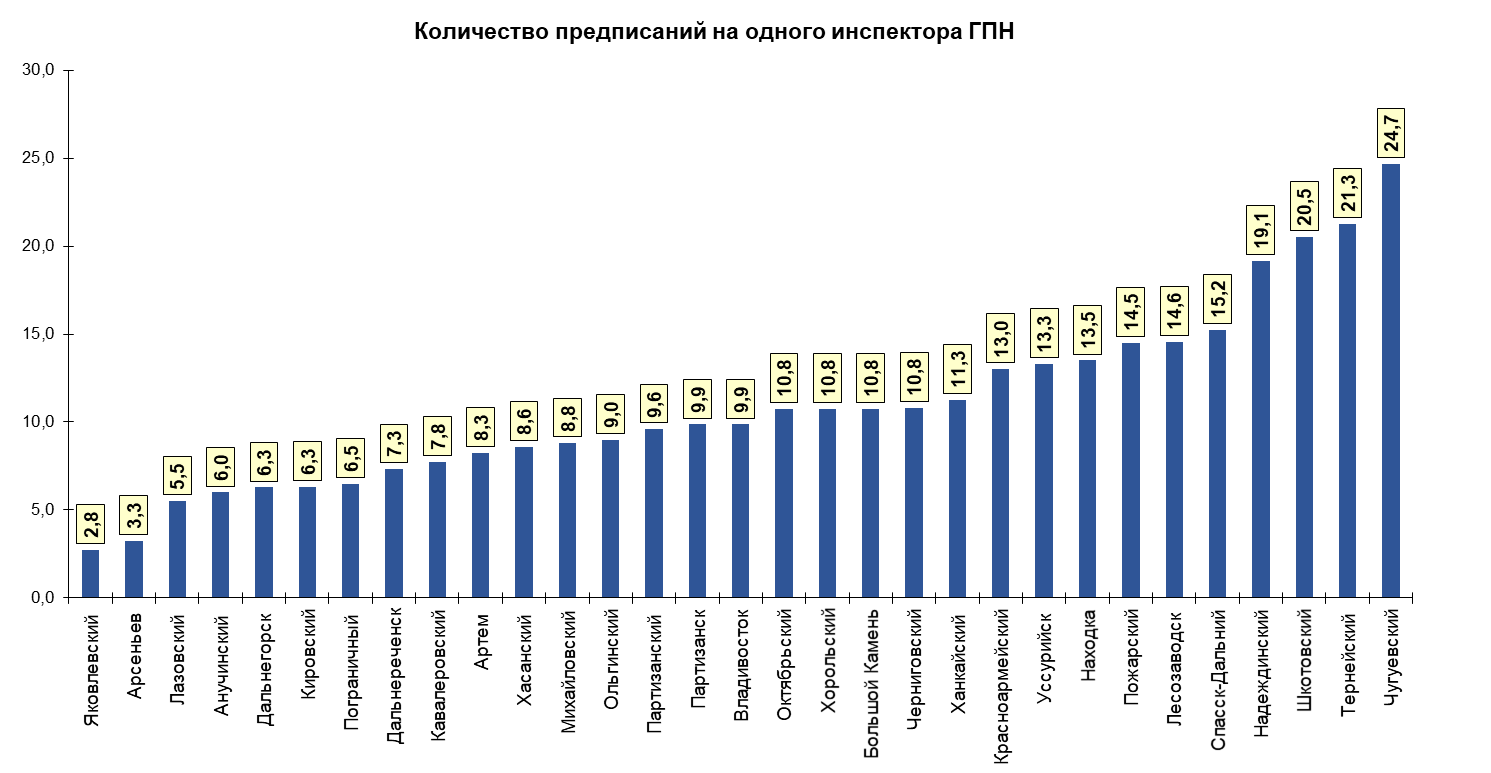 Количество предписаний на одного инспектора ГПН
30,0
25,0
20,0
15,0
10,0
5,0
0,0
2,8
3,3
5,5
6,0
6,3
6,3
6,5
7,3
7,8
8,3
8,6
8,8
9,0
9,6
9,9
9,9
10,8
10,8
10,8
10,8
11,3
13,0
13,3
13,5
14,5
14,6
15,2
19,1
20,5
21,3
24,7
Яковлевский
Арсеньев
Лазовский
Анучинский
Дальнегорск
Кировский
Пограничный
Дальнереченск
Кавалеровский
Артем
Хасанский
Михайловский
Ольгинский
Партизанский
Партизанск
Владивосток
Октябрьский
Хорольский
Большой Камень
Черниговский
Ханкайский
Красноармейский
Уссурийск
Находка
Пожарский
Лесозаводск
Спасск-Дальний
Надеждинский
Шкотовский
Тернейский
Чугуевский